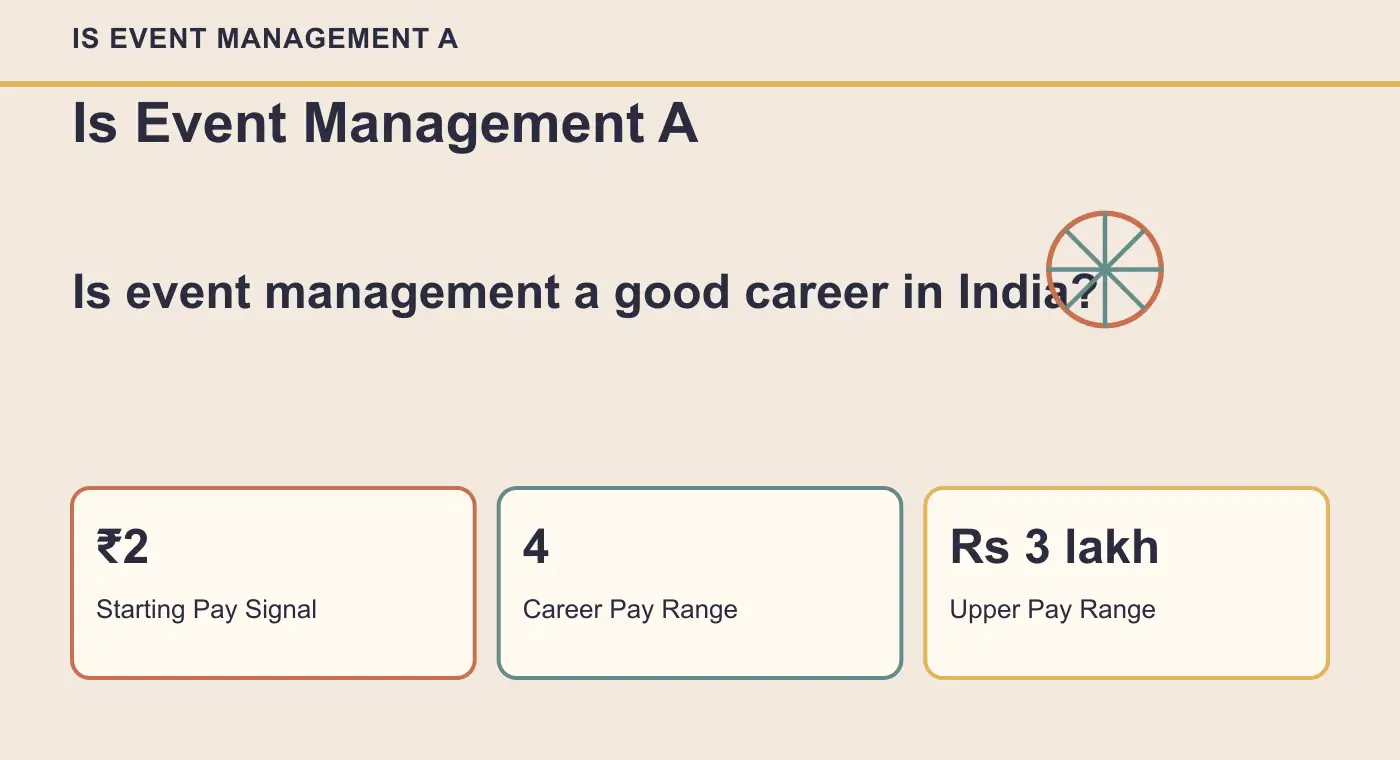 IS EVENT MANAGEMENT A
Is Event Management A
Is event management a good career in India?
₹2
Starting Pay Signal
4
Career Pay Range
Rs 3 lakh
Upper Pay Range